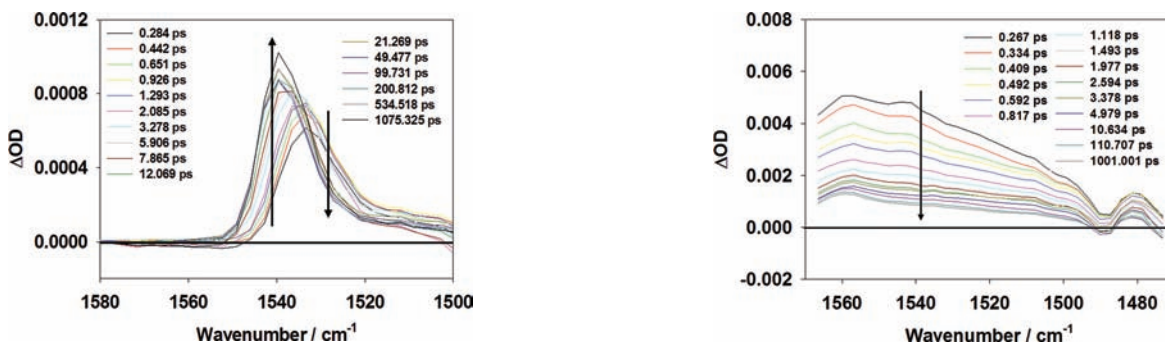 0.0012
0.0008
0.0004
0.0000
ΔOD
0.284 ps
0.442 ps
0.651 ps
0.926 ps
1.293 ps
2.085 ps
3.278 ps
5.906 ps
7.865 ps
12.069 ps
21.269 ps
49.477 ps
99.731 ps
200.812 ps
534.518 ps
1075.325 ps
1580 1560 1540 1520 1500
Wavenumber / cm-1
0.008
0.006
0.004
0.002
0.000
-0.002
ΔOD
0.267 ps
0.334 ps
0.409 ps
0.492 ps
0.592 ps
0.817 ps
1.118 ps
1.493 ps
1.977 ps
2.594 ps
3.378 ps
4.979 ps
10.634 ps
110.707 ps
1001.001 ps
1560 1540 1520 1500 1480
Wavenumber / cm-1